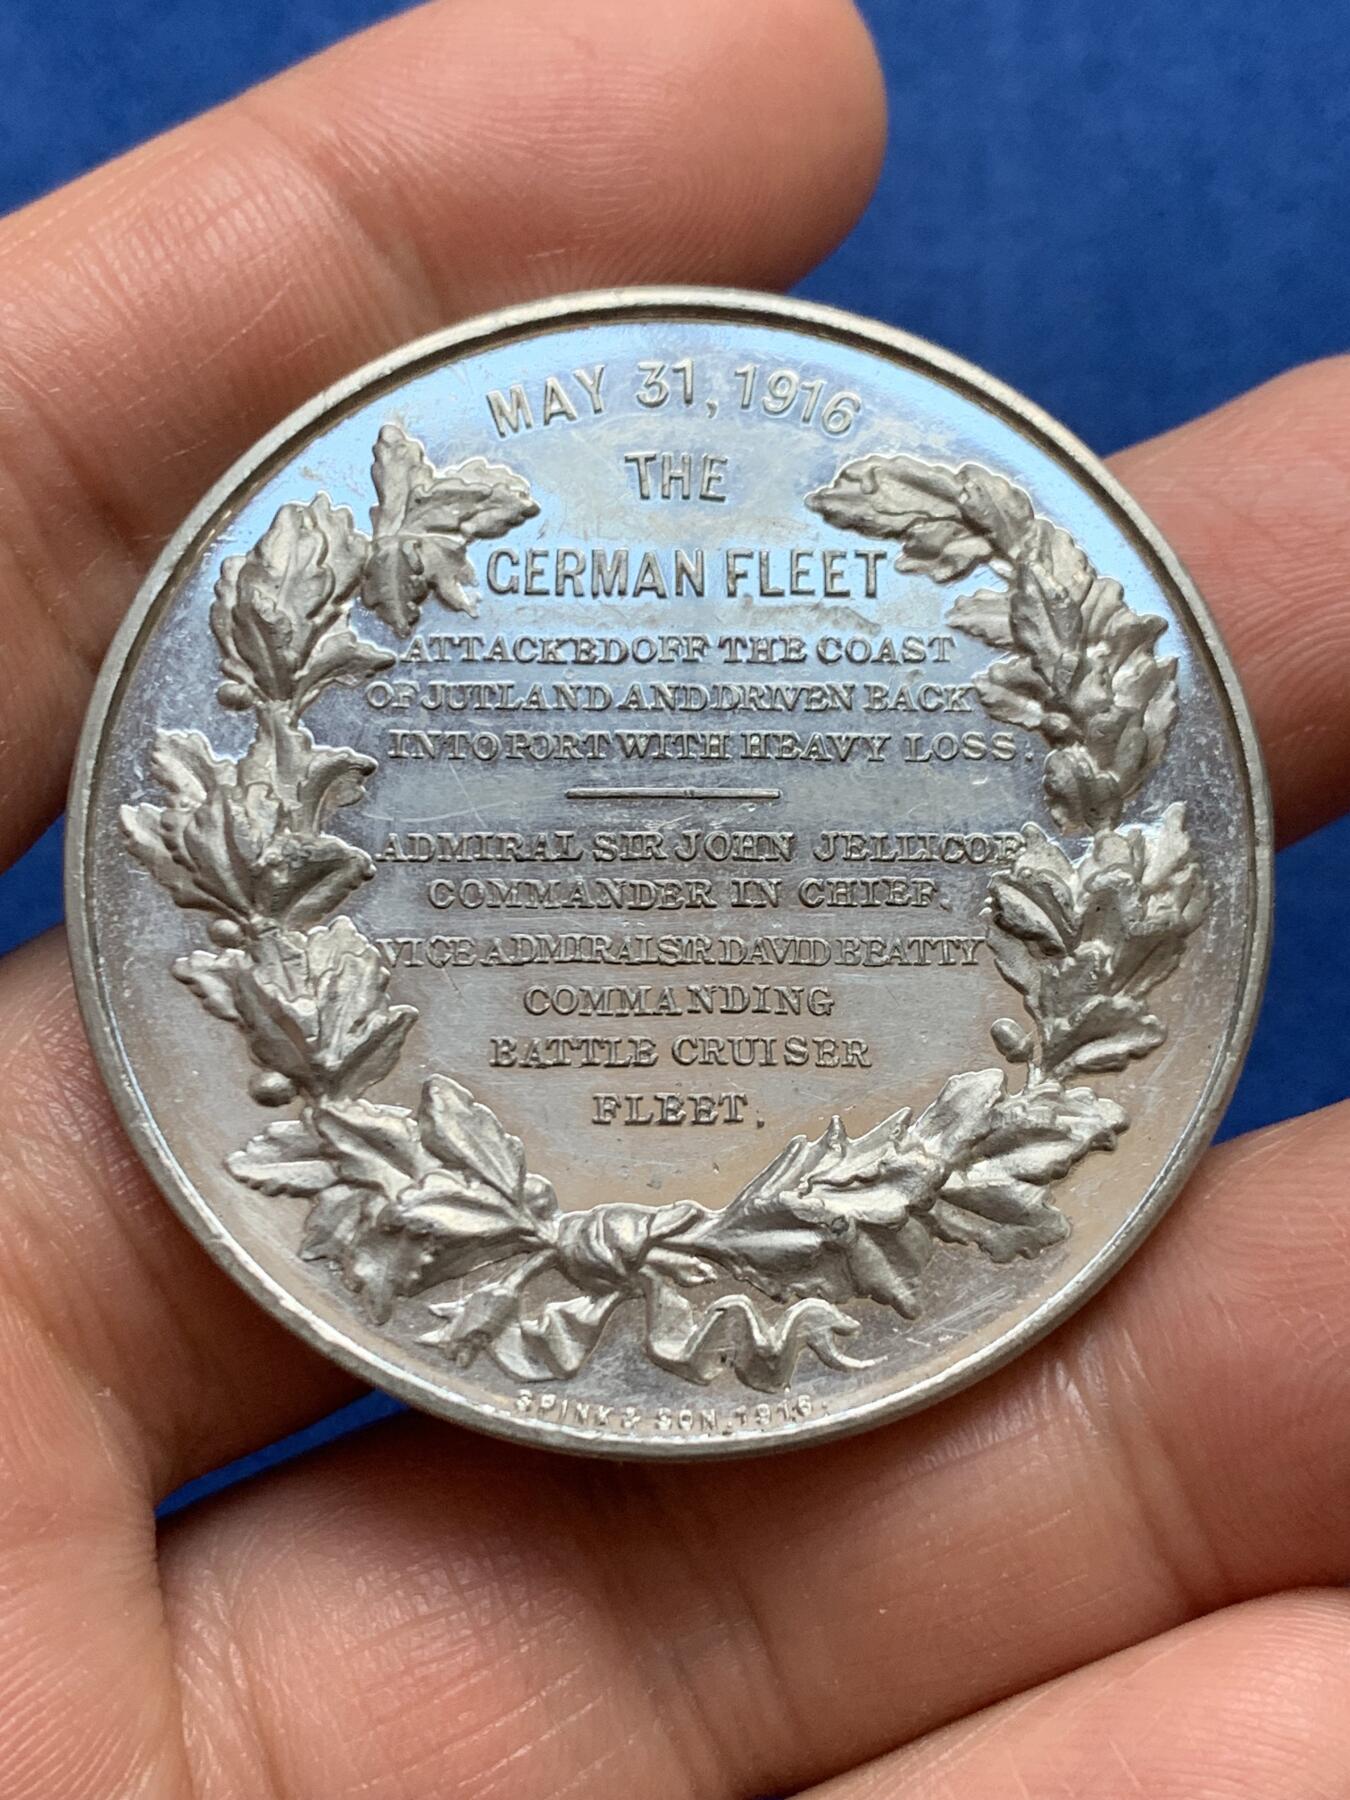 MAY 31, 1916
THE
GERMAN FLEET
ATTACKED OFF THE COAST
OF JUTLAND AND DRIVEN BACK
INTO PORT WITH HEAVY LOSS.
ADMIRAL SIR JOHN JELLICOE
COMMANDER IN CHIEF.
VICE ADMIRAL SIR DAVID BEATTY
COMMANDING
BATTLE CRUISER
FLEET.
SPINK & SON. 1916.